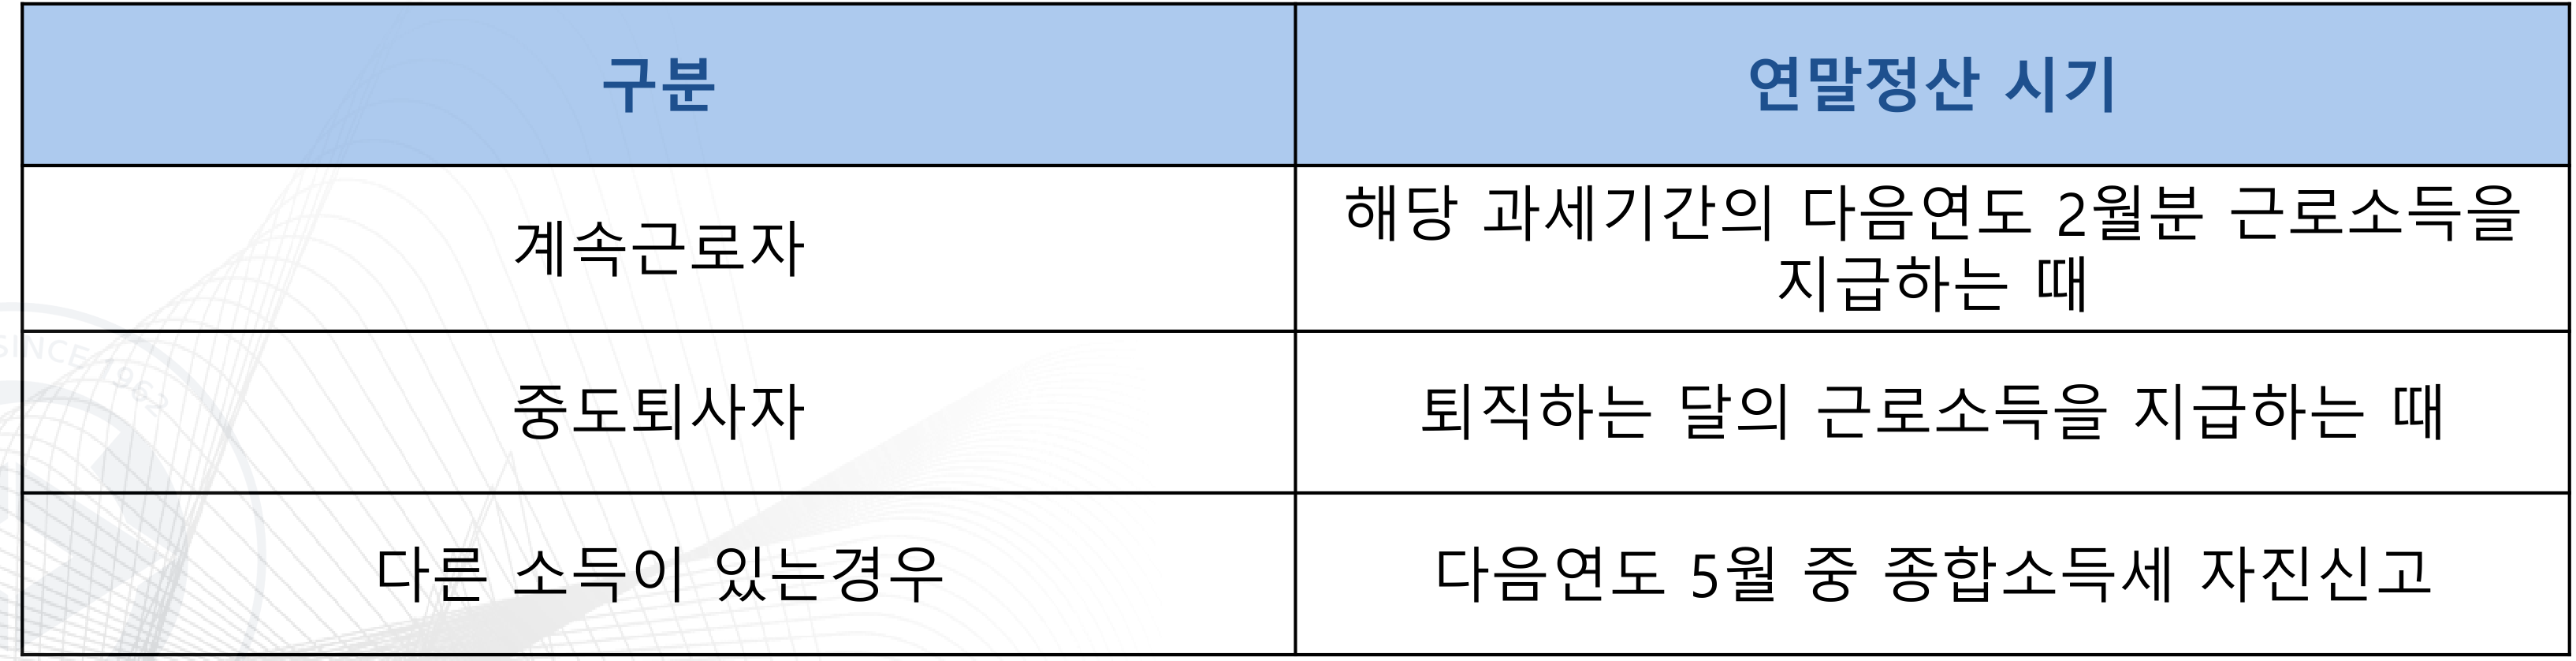 구분
연말정산 시기
계속근로자
해당 과세기간의 다음연도 2월분 근로소득을
지급하는 때
중도퇴사자
퇴직하는 달의 근로소득을 지급하는 때
다른 소득이 있는경우
다음연도 5월 중 종합소득세 자진신고
SINCE 1962